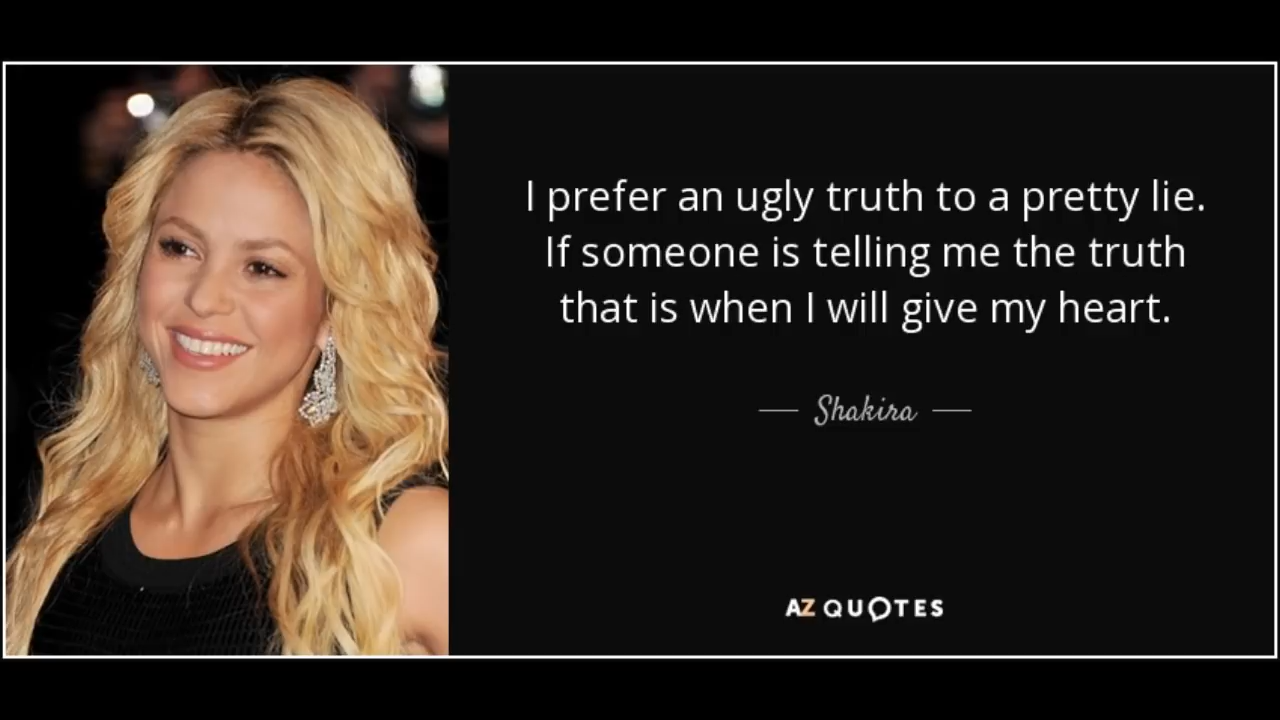 I prefer an ugly truth to a pretty lie.
If someone is telling me the truth
that is when I will give my heart.
Shakira
AZ QUOTES